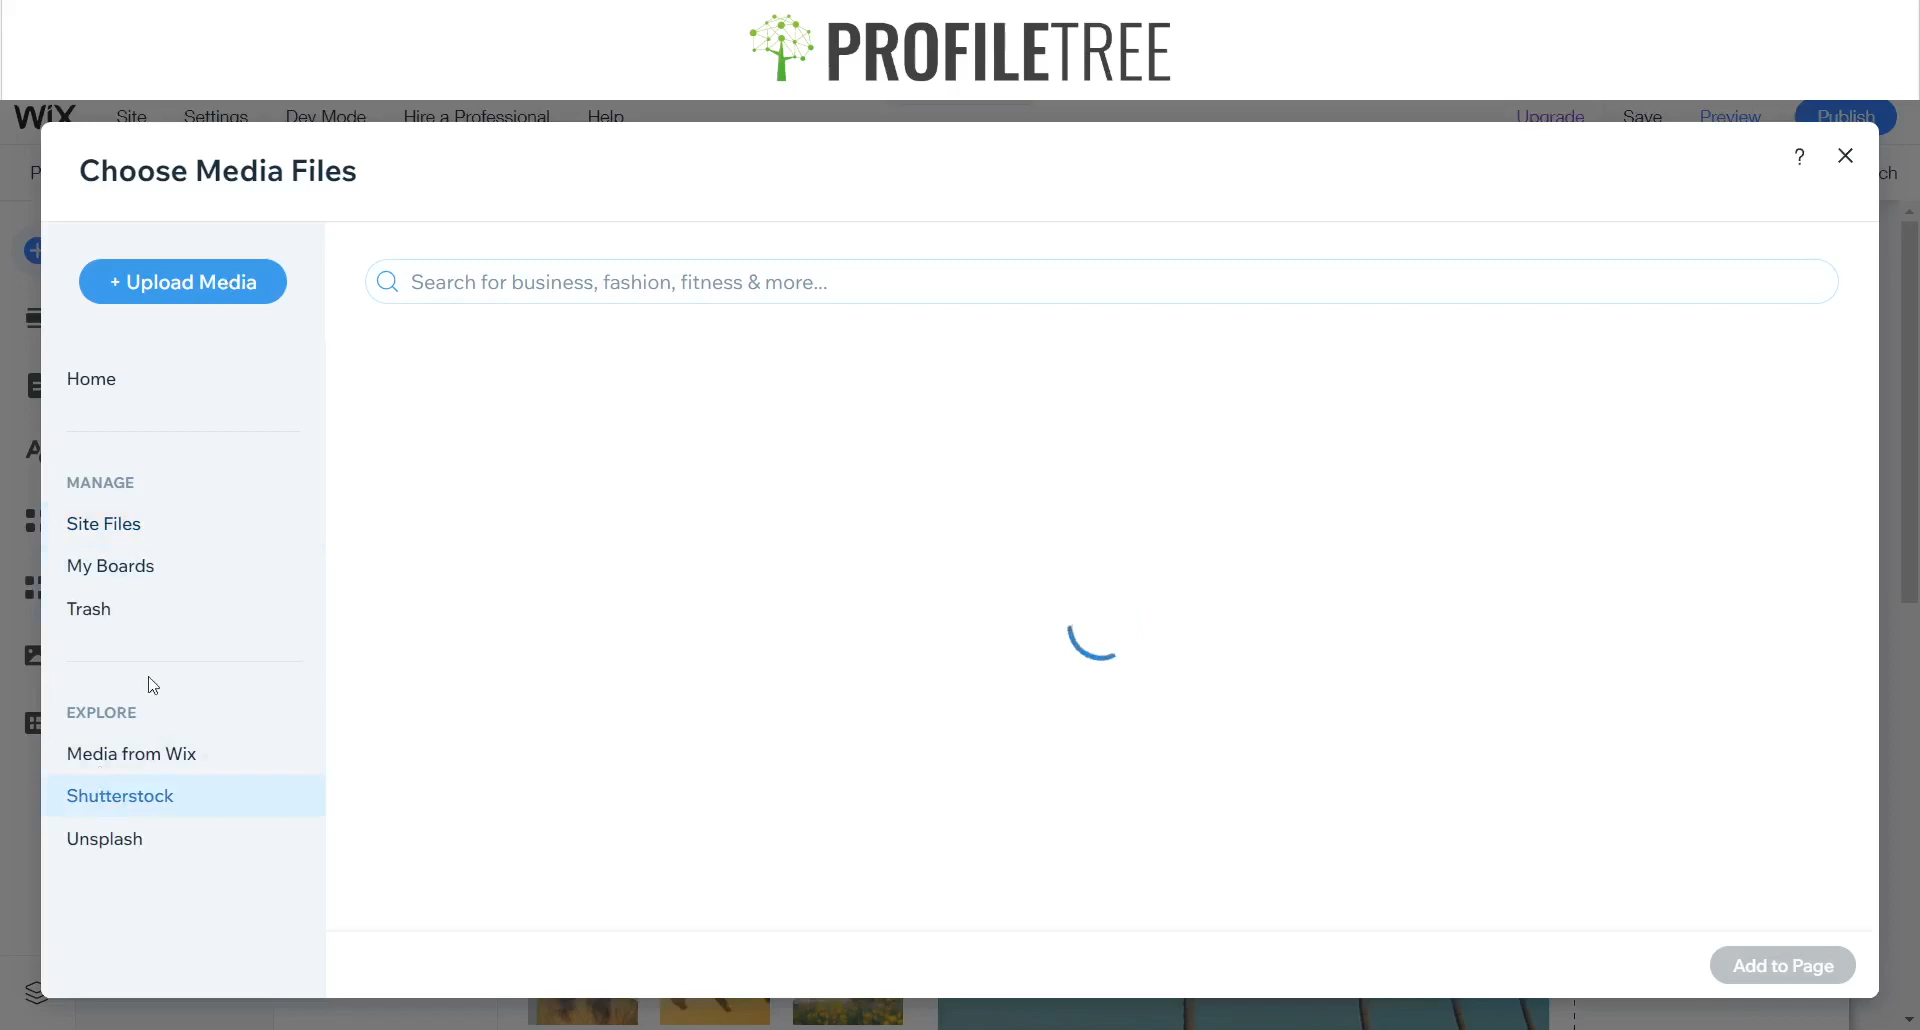 PROFILETREE
WiX Site Settings Dev Mode Hire a Professional Help Upgrade Save Preview Publish
Choose Media Files ?
+ Upload Media
Search for business, fashion, fitness & more...
Home
MANAGE
Site Files
My Boards
Trash
EXPLORE
Media from Wix
Shutterstock
Unsplash
Add to Page